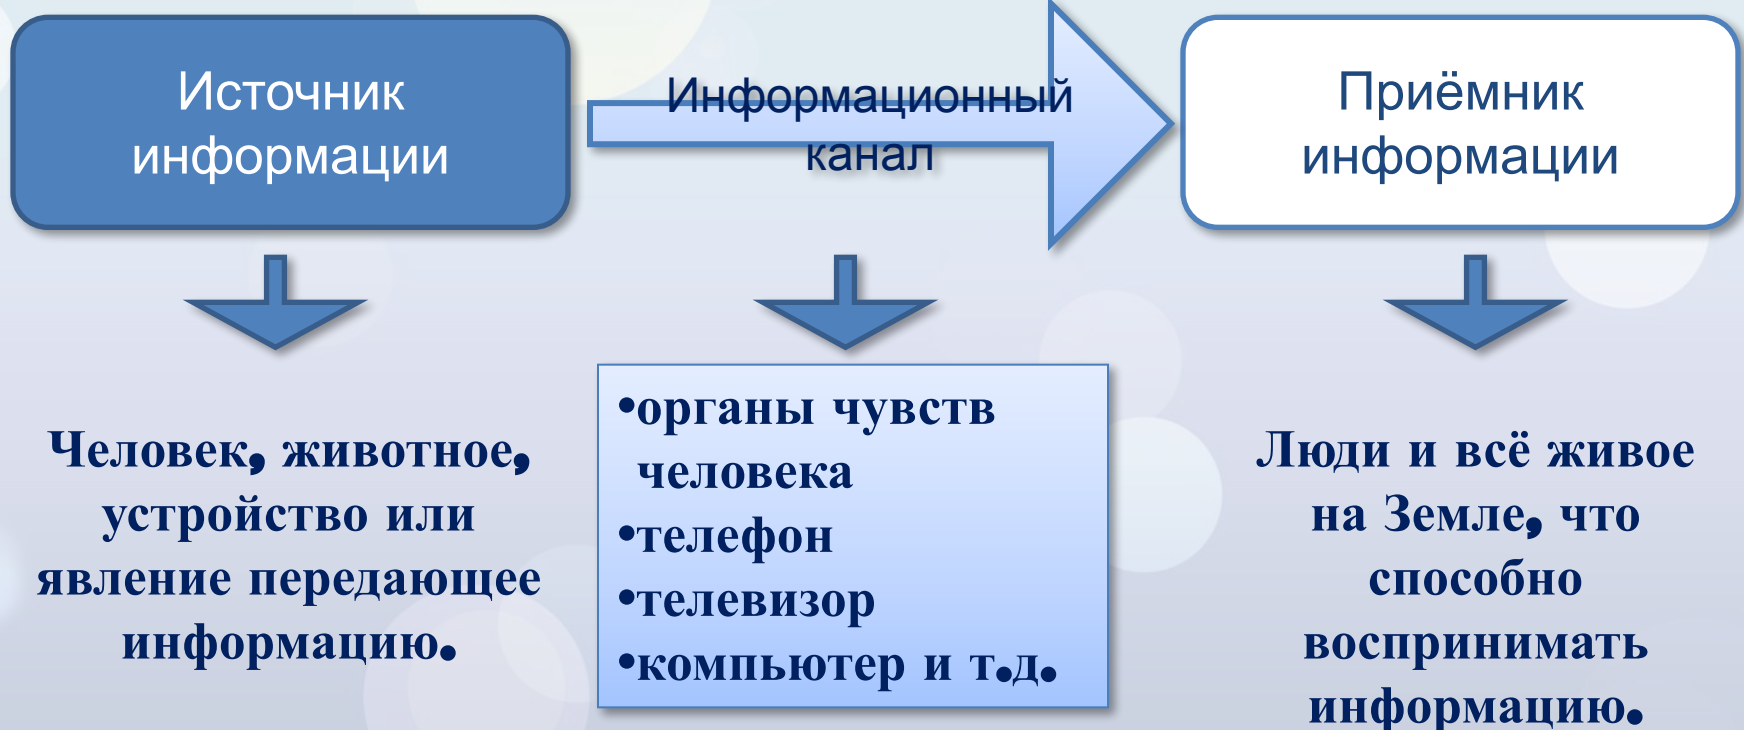 Источник
информации
Информационный
канал
Приёмник
информации
Человек, животное,
устройство или
явление передающее
информацию.
•органы чувств
человека
•телефон
•телевизор
•компьютер и т.д.
Люди и всё живое
на Земле, что
способно
воспринимать
информацию.